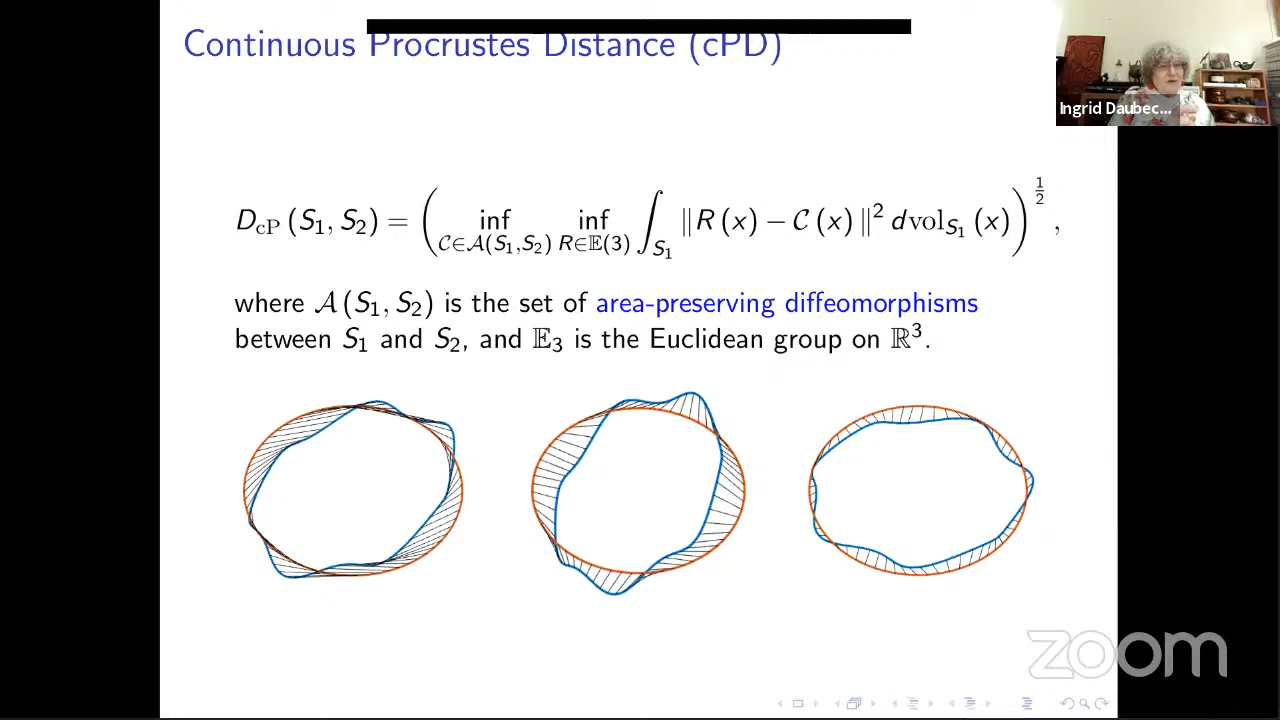 Continuous Procrustes Distance (cPD)
Ingrid Daubec...
D_cP (S_1, S_2) = ( inf_{𝒞∈𝒜(S_1,S_2)} inf_{R∈𝔼(3)} ∫_{S_1} ‖R (x) − 𝒞 (x) ‖² dvol_{S_1} (x) )^{1/2} ,
where 𝒜 (S_1, S_2) is the set of area-preserving diffeomorphisms
between S_1 and S_2, and 𝔼_3 is the Euclidean group on ℝ³.
zoom